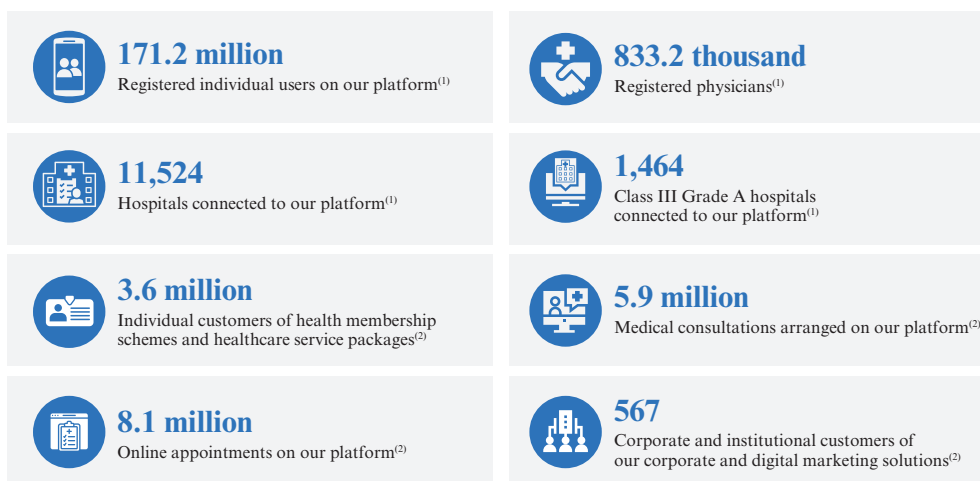 171.2 million
Registered individual users on our platform(1)
833.2 thousand
Registered physicians(1)
11,524
Hospitals connected to our platform(1)
1,464
Class III Grade A hospitals
connected to our platform(1)
3.6 million
Individual customers of health membership
schemes and healthcare service packages(2)
5.9 million
Medical consultations arranged on our platform(2)
8.1 million
Online appointments on our platform(2)
567
Corporate and institutional customers of
our corporate and digital marketing solutions(2)